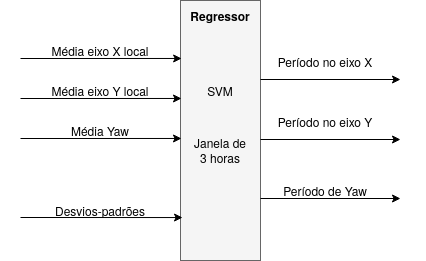 Regressor
Média eixo X local
Média eixo Y local
Média Yaw
Desvios-padrões
SVM
Janela de
3 horas
Período no eixo X
Período no eixo Y
Período de Yaw